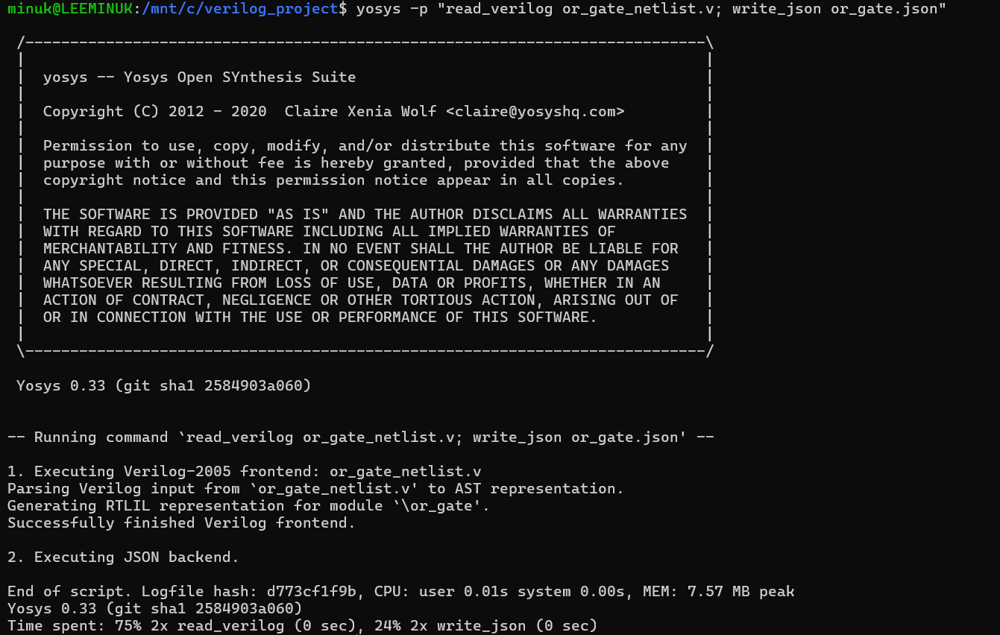 minuk@LEEMINUK:/mnt/c/verilog_project$ yosys -p "read_verilog or_gate_netlist.v; write_json or_gate.json"
/----------------------------------------------------------------------------\
|                                                                            |
|  yosys -- Yosys Open SYnthesis Suite                                       |
|                                                                            |
|  Copyright (C) 2012 - 2020  Claire Xenia Wolf <claire@yosyshq.com>         |
|                                                                            |
|  Permission to use, copy, modify, and/or distribute this software for any  |
|  purpose with or without fee is hereby granted, provided that the above    |
|  copyright notice and this permission notice appear in all copies.         |
|                                                                            |
|  THE SOFTWARE IS PROVIDED "AS IS" AND THE AUTHOR DISCLAIMS ALL WARRANTIES  |
|  WITH REGARD TO THIS SOFTWARE INCLUDING ALL IMPLIED WARRANTIES OF          |
|  MERCHANTABILITY AND FITNESS. IN NO EVENT SHALL THE AUTHOR BE LIABLE FOR   |
|  ANY SPECIAL, DIRECT, INDIRECT, OR CONSEQUENTIAL DAMAGES OR ANY DAMAGES    |
|  WHATSOEVER RESULTING FROM LOSS OF USE, DATA OR PROFITS, WHETHER IN AN     |
|  ACTION OF CONTRACT, NEGLIGENCE OR OTHER TORTIOUS ACTION, ARISING OUT OF   |
|  OR IN CONNECTION WITH THE USE OR PERFORMANCE OF THIS SOFTWARE.            |
|                                                                            |
\----------------------------------------------------------------------------/
Yosys 0.33 (git sha1 2584903a060)
-- Running command `read_verilog or_gate_netlist.v; write_json or_gate.json' --
1. Executing Verilog-2005 frontend: or_gate_netlist.v
Parsing Verilog input from `or_gate_netlist.v' to AST representation.
Generating RTLIL representation for module `\or_gate'.
Successfully finished Verilog frontend.
2. Executing JSON backend.
End of script. Logfile hash: d773cf1f9b, CPU: user 0.01s system 0.00s, MEM: 7.57 MB peak
Yosys 0.33 (git sha1 2584903a060)
Time spent: 75% 2x read_verilog (0 sec), 24% 2x write_json (0 sec)